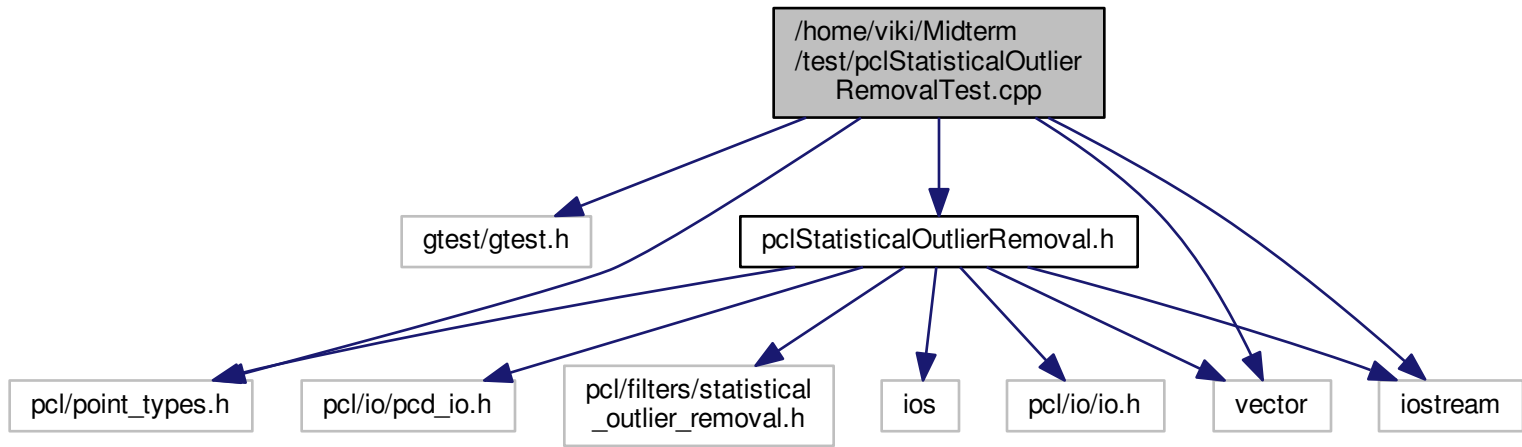 /home/viki/Midterm
/test/pclStatisticalOutlier
RemovalTest.cpp
gtest/gtest.h
pclStatisticalOutlierRemoval.h
pcl/point_types.h
pcl/io/pcd_io.h
pcl/filters/statistical
_outlier_removal.h
ios
pcl/io/io.h
vector
iostream